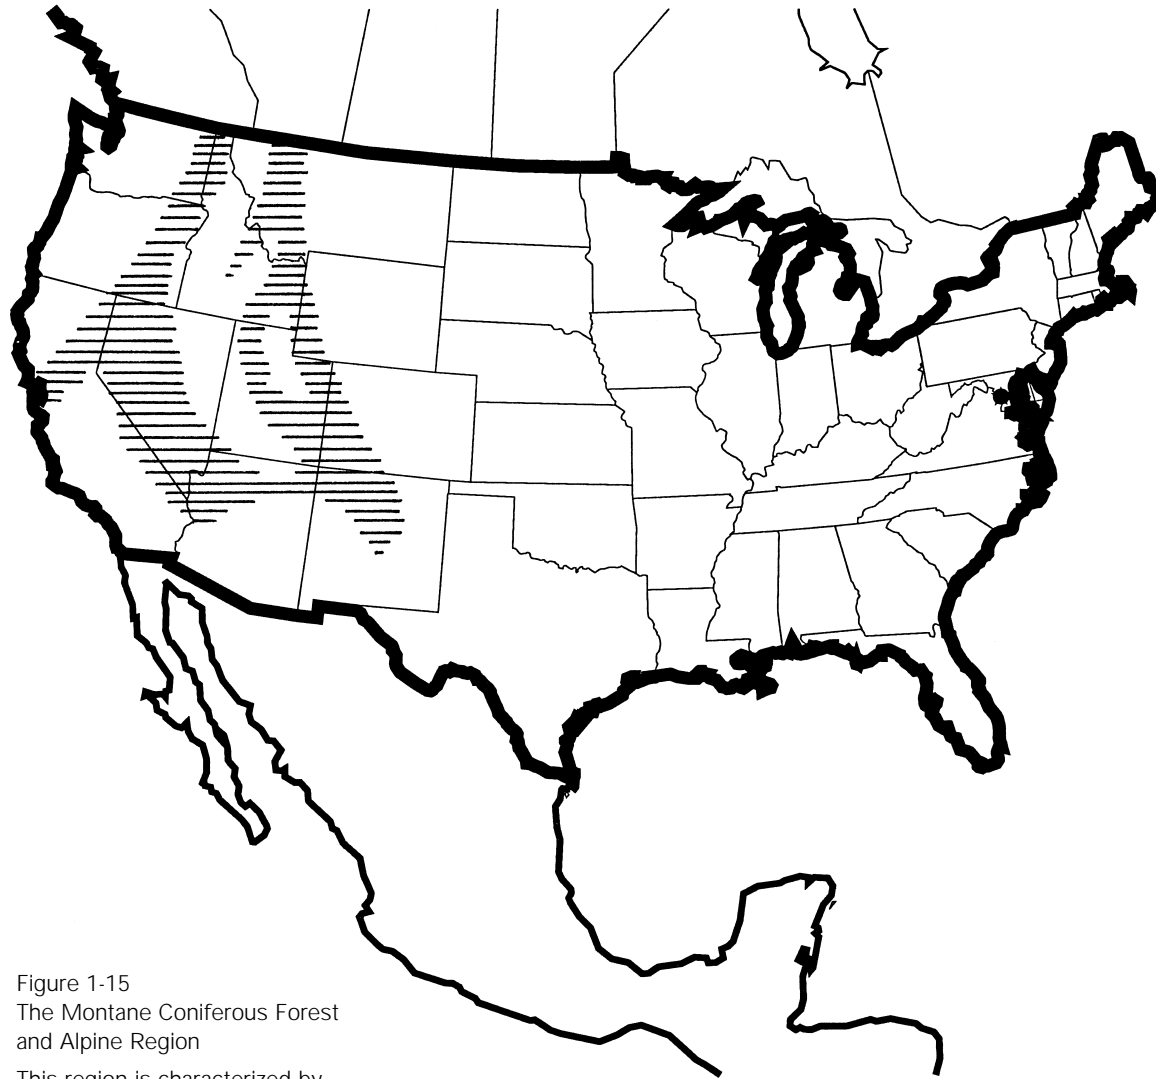 Figure 1-15
The Montane Coniferous Forest
and Alpine Region
This region is characterized by